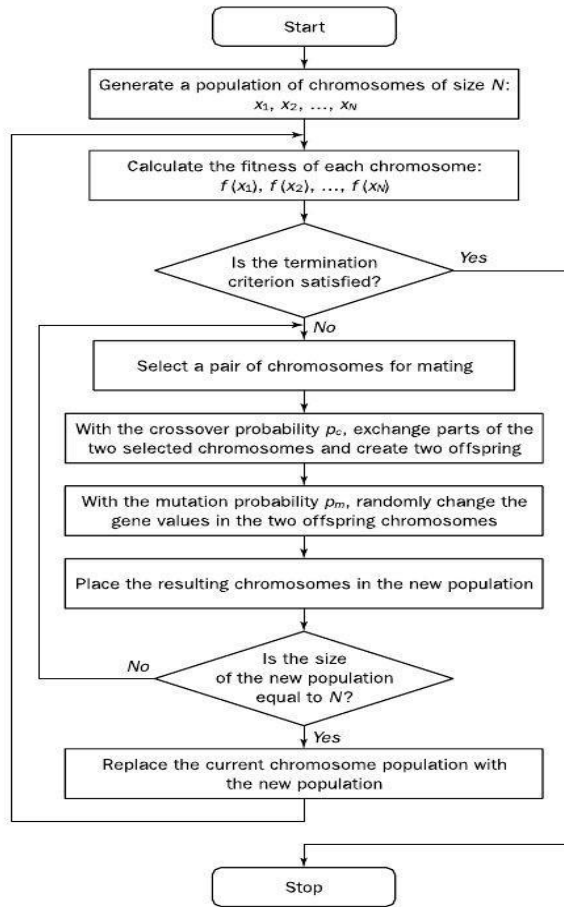 Start
Generate a population of chromosomes of size N:
x₁, x₂, ..., xN
Calculate the fitness of each chromosome:
f (x₁), f (x₂), ..., f (xN)
Is the termination
criterion satisfied?
Yes
No
Select a pair of chromosomes for mating
With the crossover probability pc, exchange parts of the
two selected chromosomes and create two offspring
With the mutation probability pm, randomly change the
gene values in the two offspring chromosomes
Place the resulting chromosomes in the new population
No
Is the size
of the new population
equal to N?
Yes
Replace the current chromosome population with
the new population
Stop